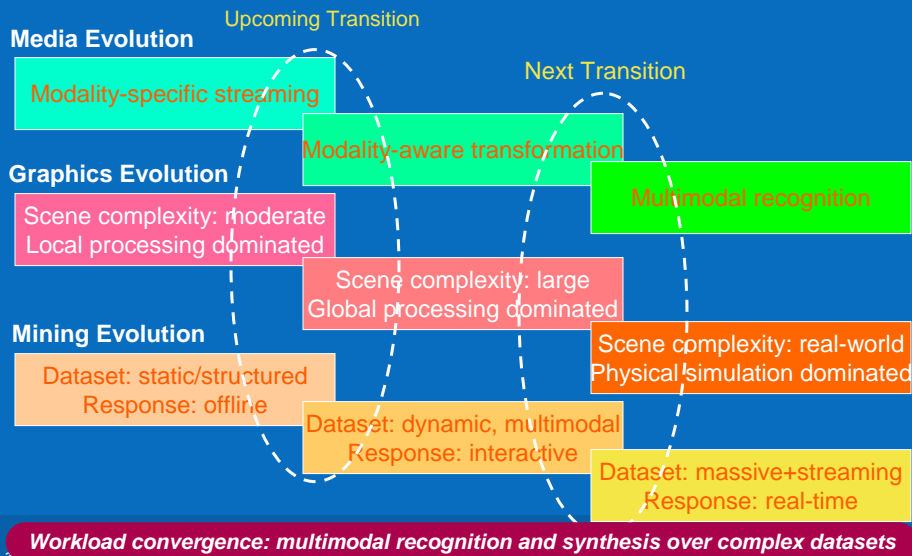 Upcoming Transition
Media Evolution
Next Transition
Modality-specific streaming
Modality-aware transformation
Multimodal recognition
Graphics Evolution
Scene complexity: moderate
Local processing dominated
Scene complexity: large
Global processing dominated
Scene complexity: real-world
Physical simulation dominated
Mining Evolution
Dataset: static/structured
Response: offline
Dataset: dynamic, multimodal
Response: interactive
Dataset: massive+streaming
Response: real-time
Workload convergence: multimodal recognition and synthesis over complex datasets